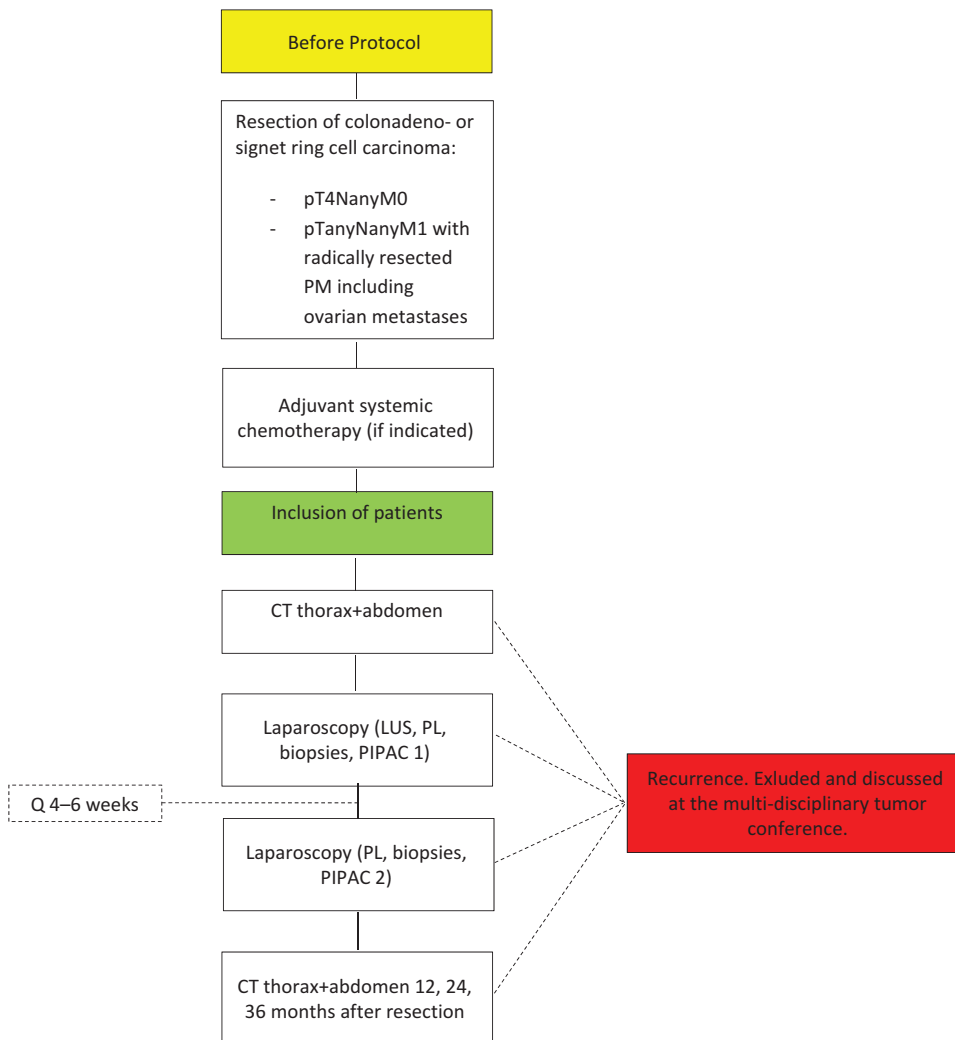 Before Protocol
Resection of colonadeno- or
signet ring cell carcinoma:
- pT4NanyM0
- pTanyNanyM1 with
radically resected
PM including
ovarian metastases
Adjuvant systemic
chemotherapy (if indicated)
Inclusion of patients
CT thorax+abdomen
Laparoscopy (LUS, PL,
biopsies, PIPAC 1)
Q 4–6 weeks
Recurrence. Exluded and discussed
at the multi-disciplinary tumor
conference.
Laparoscopy (PL, biopsies,
PIPAC 2)
CT thorax+abdomen 12, 24,
36 months after resection